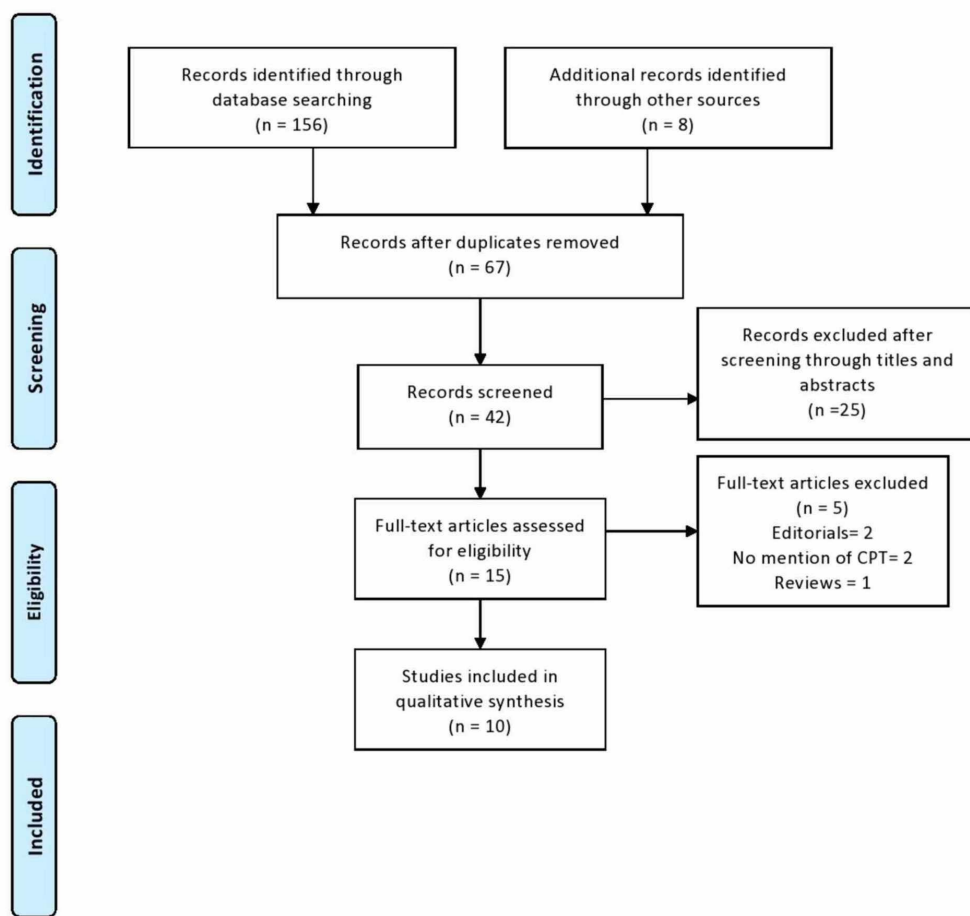 Identification
Records identified through
database searching
(n = 156)
Additional records identified
through other sources
(n = 8)
Records after duplicates removed
(n = 67)
Screening
Records screened
(n = 42)
Records excluded after
screening through titles and
abstracts
(n =25)
Eligibility
Full-text articles assessed
for eligibility
(n = 15)
Full-text articles excluded
(n = 5)
Editorials= 2
No mention of CPT= 2
Reviews = 1
Studies included in
qualitative synthesis
(n = 10)
Included